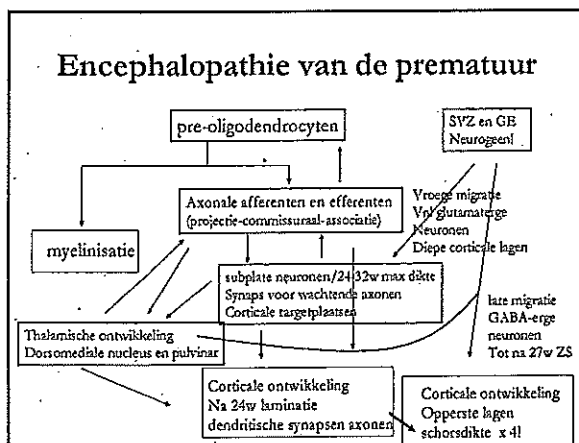 Encephalopathie van de prematuur
pre-oligodendrocyten
SVZ en GE
Neurogeen!
Axonale afferenten en efferenten
(projectie-commissuraal-associatie)
Vroege migratie
Vnl glutamaterge
Neuronen
Diepe corticale lagen
myelinisatie
subplate neuronen/24-32w max dikte
Synaps voor wachtende axonen
Corticale targetplaatsen
Thalamische ontwikkeling
Dorsomediale nucleus en pulvinar
late migratie
GABA-erge
neuronen
Tot na 27w ZS
Corticale ontwikkeling
Na 24w laminatie
dendritische synapsen axonen
Corticale ontwikkeling
Opperste lagen
schorsdikte x 4!